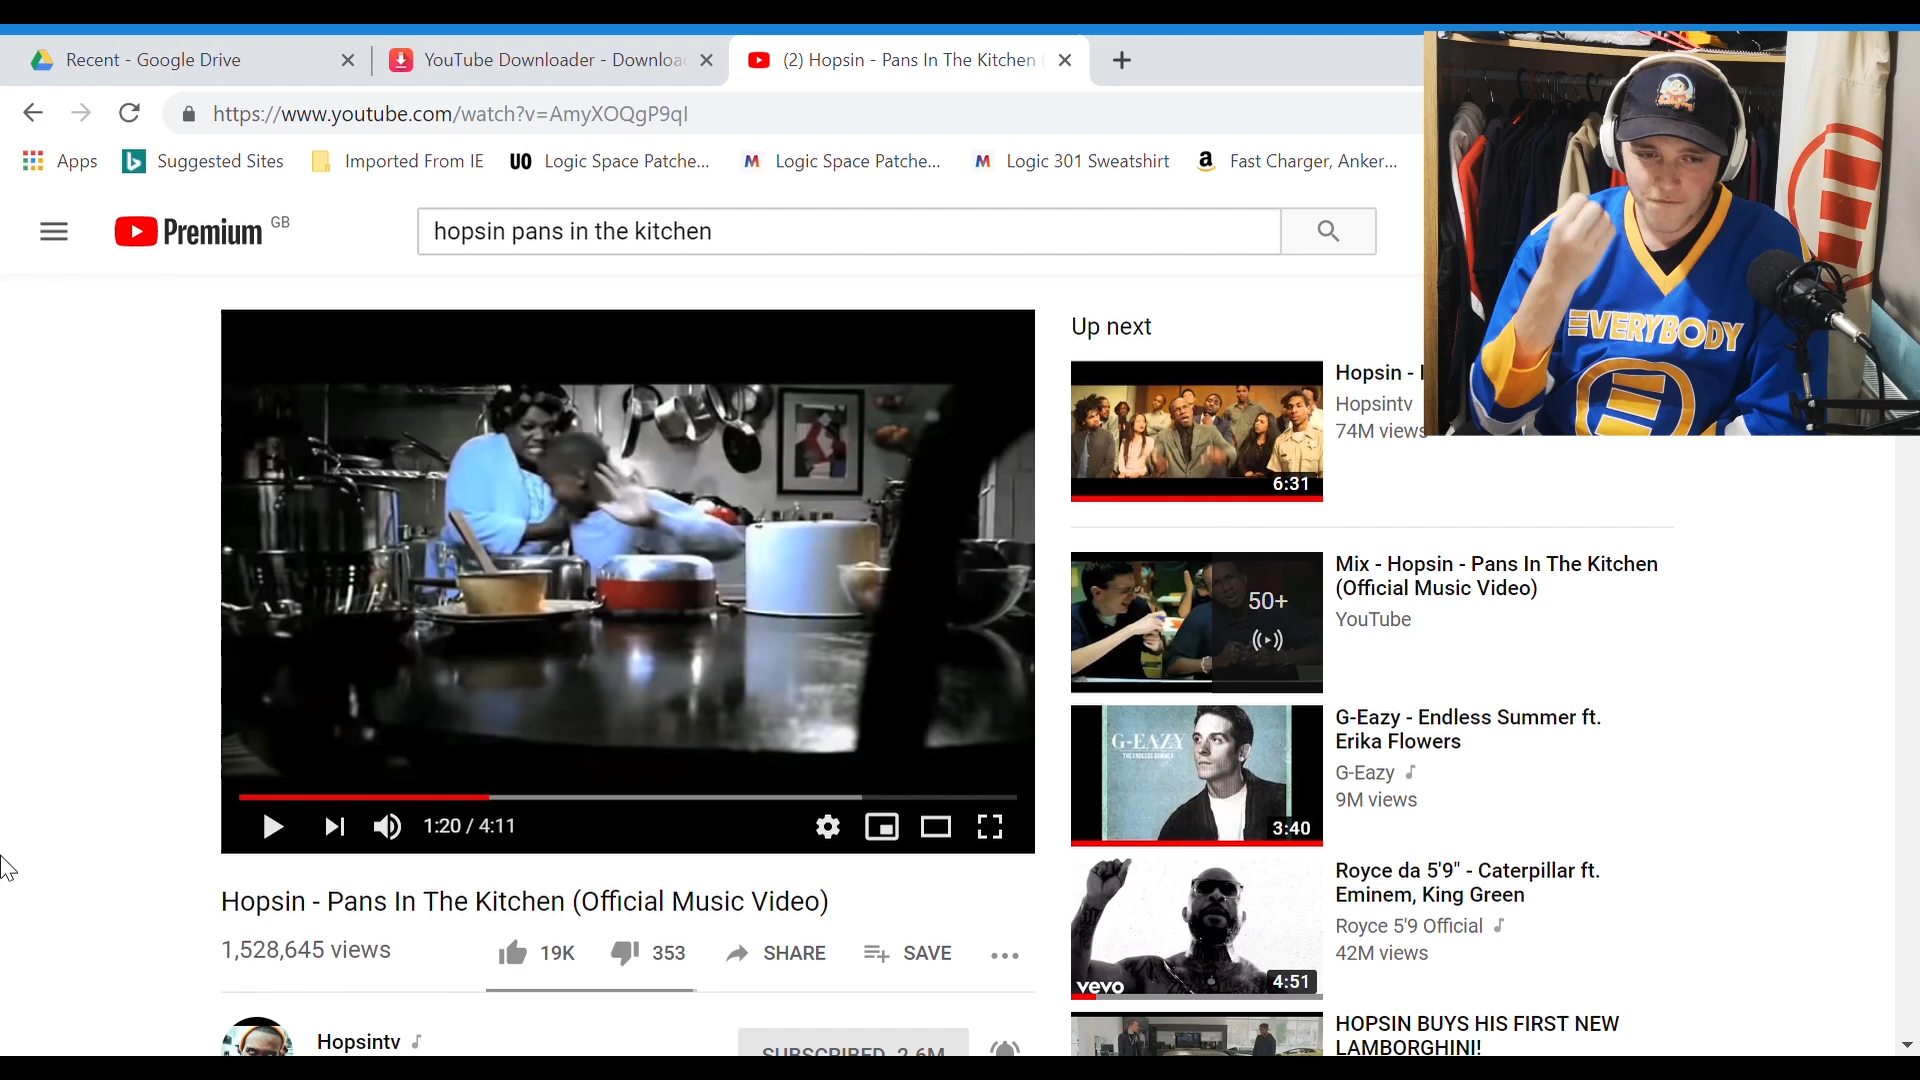 Recent - Google Drive
YouTube Downloader - Downloa
(2) Hopsin - Pans In The Kitchen
https://www.youtube.com/watch?v=AmyXOQgP9qI
Apps
Suggested Sites
Imported From IE
UO Logic Space Patche...
M Logic Space Patche...
M Logic 301 Sweatshirt
a Fast Charger, Anker...
Premium GB
hopsin pans in the kitchen
EVERYBODY
Up next
Hopsin -
Hopsintv
74M views
6:31
Mix - Hopsin - Pans In The Kitchen
(Official Music Video)
YouTube
50+
G-Eazy - Endless Summer ft.
Erika Flowers
G-Eazy
9M views
G-EAZY
THE ENDLESS SUMMER
3:40
Royce da 5'9" - Caterpillar ft.
Eminem, King Green
Royce 5'9 Official
42M views
vevo
4:51
HOPSIN BUYS HIS FIRST NEW
LAMBORGHINI!
1:20 / 4:11
Hopsin - Pans In The Kitchen (Official Music Video)
1,528,645 views
19K
353
SHARE
SAVE
Hopsintv
SUBSCRIBED 2.6M